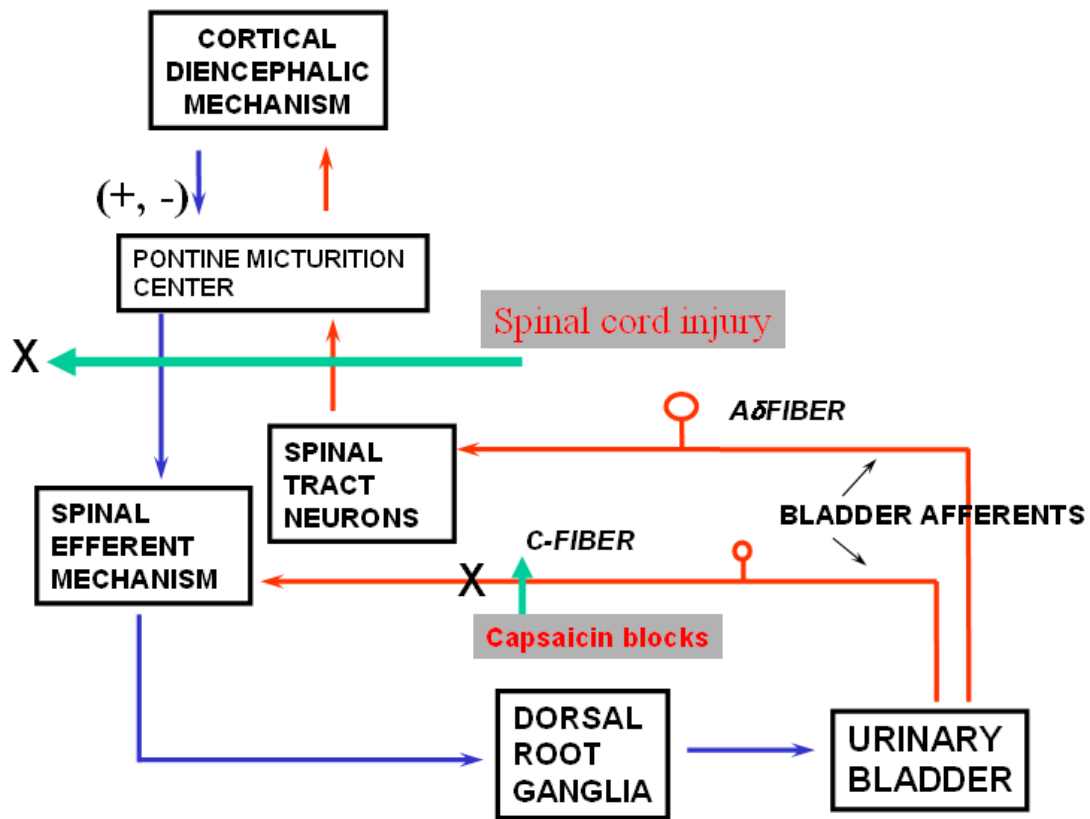 CORTICAL
DIENCEPHALIC
MECHANISM
(+, -)
PONTINE MICTURITION
CENTER
Spinal cord injury
X
AδFIBER
SPINAL
TRACT
NEURONS
BLADDER AFFERENTS
SPINAL
EFFERENT
MECHANISM
C-FIBER
X
Capsaicin blocks
DORSAL
ROOT
GANGLIA
URINARY
BLADDER